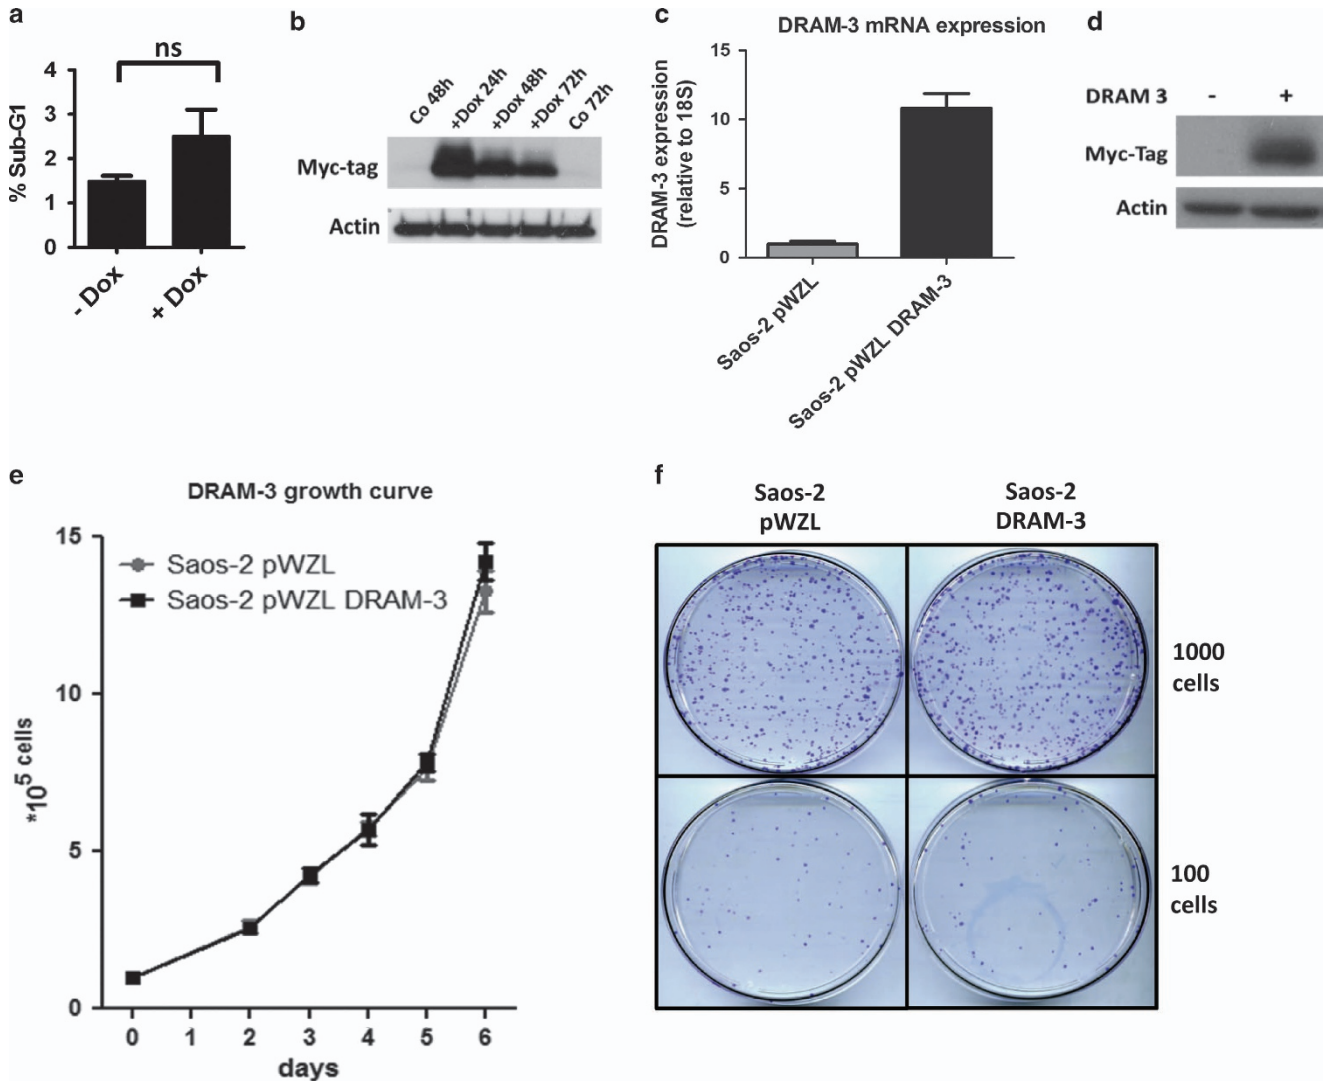 a
ns
4
3
2
1
0
% Sub-G1
- Dox
+ Dox
b
Co 48h
+Dox 24h
+Dox 48h
+Dox 72h
Co 72h
Myc-tag
Actin
c
DRAM-3 mRNA expression
DRAM-3 expression
(relative to 18S)
15
10
5
0
Saos-2 pWZL
Saos-2 pWZL DRAM-3
d
DRAM 3 - +
Myc-Tag
Actin
e
DRAM-3 growth curve
Saos-2 pWZL
Saos-2 pWZL DRAM-3
*10⁵ cells
15
10
5
0
0 1 2 3 4 5 6
days
f
Saos-2
pWZL
Saos-2
DRAM-3
1000
cells
100
cells